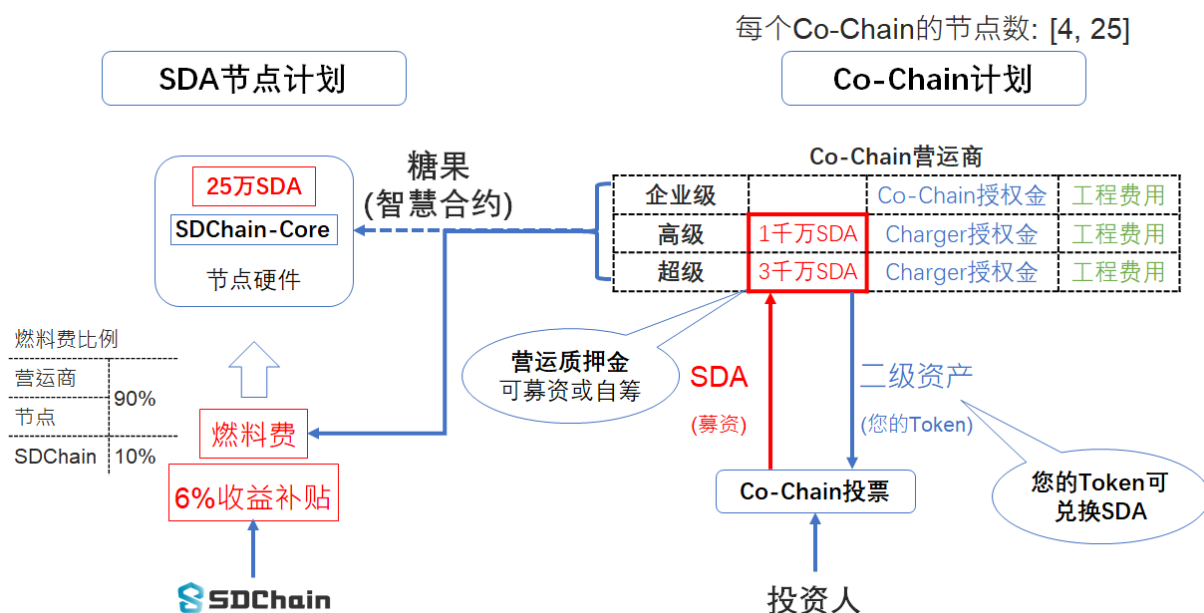 每个Co-Chain的节点数: [4, 25]
SDA节点计划
Co-Chain计划
Co-Chain营运商
糖果
(智慧合约)
25万SDA
SDChain-Core
节点硬件
企业级 Co-Chain授权金 工程费用
高级 1千万SDA Charger授权金 工程费用
超级 3千万SDA Charger授权金 工程费用
燃料费比例
营运商
节点
90%
SDChain 10%
燃料费
6%收益补贴
SDChain
营运质押金
可募资或自筹
SDA
(募资)
二级资产
(您的Token)
Co-Chain投票
您的Token可
兑换SDA
投资人